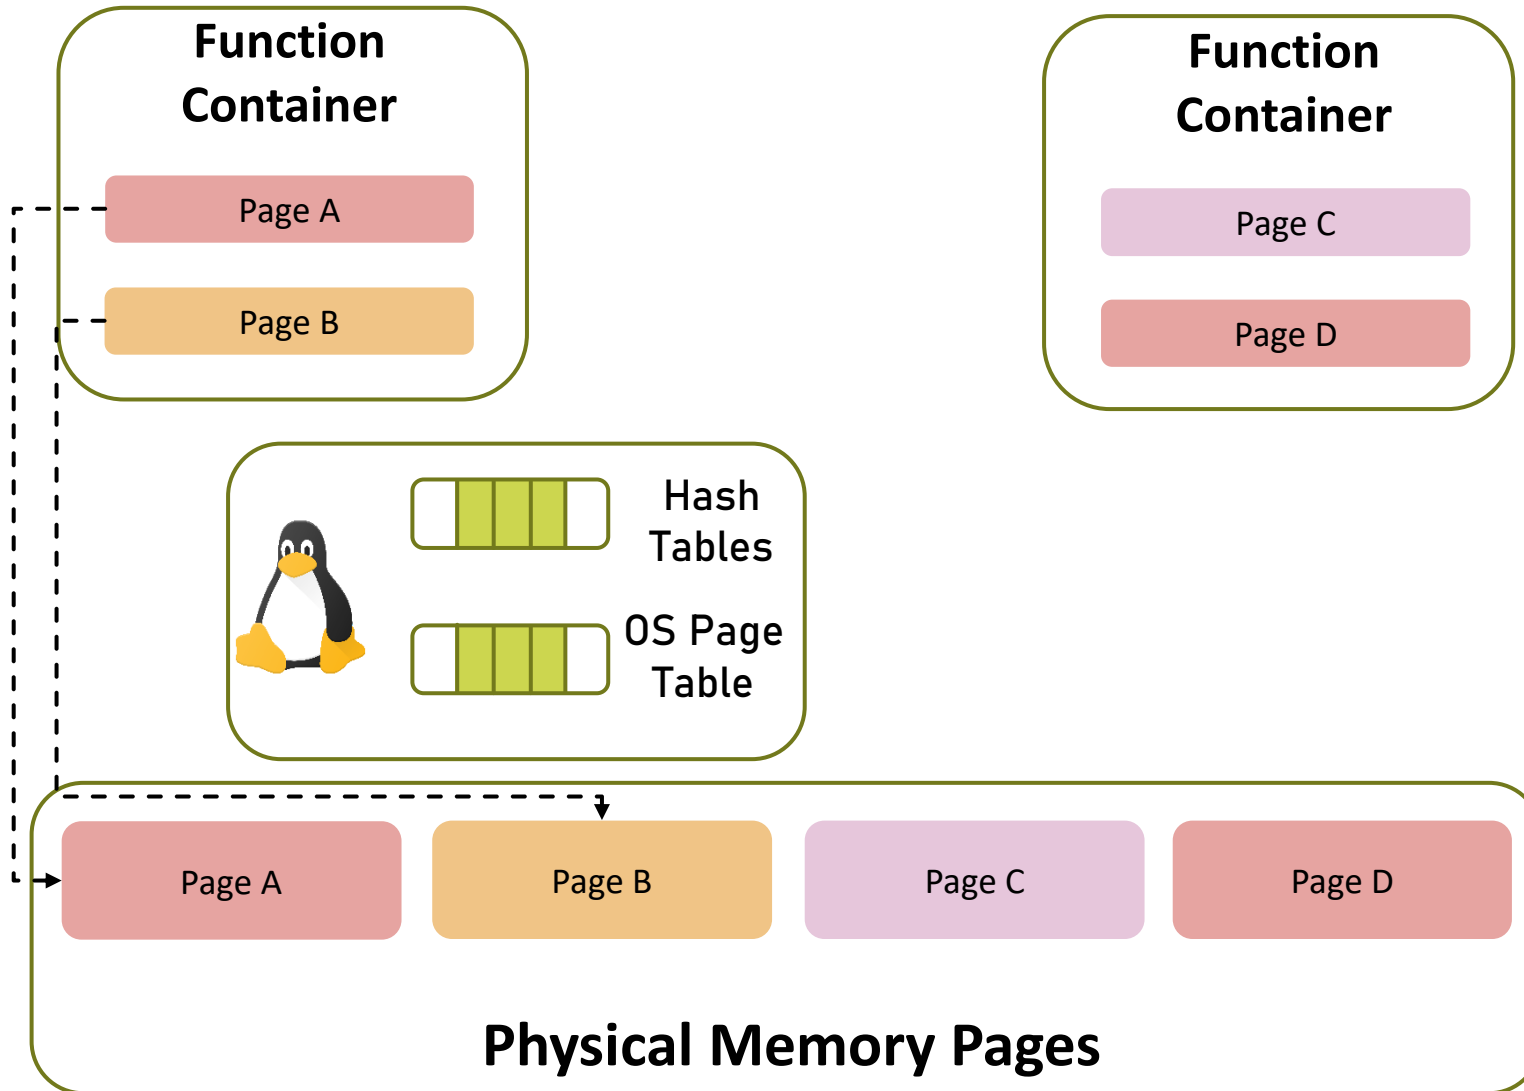 Function
Container
Page A
Page B
Function
Container
Page C
Page D
Hash
Tables
OS Page
Table
Page A
Page B
Page C
Page D
Physical Memory Pages